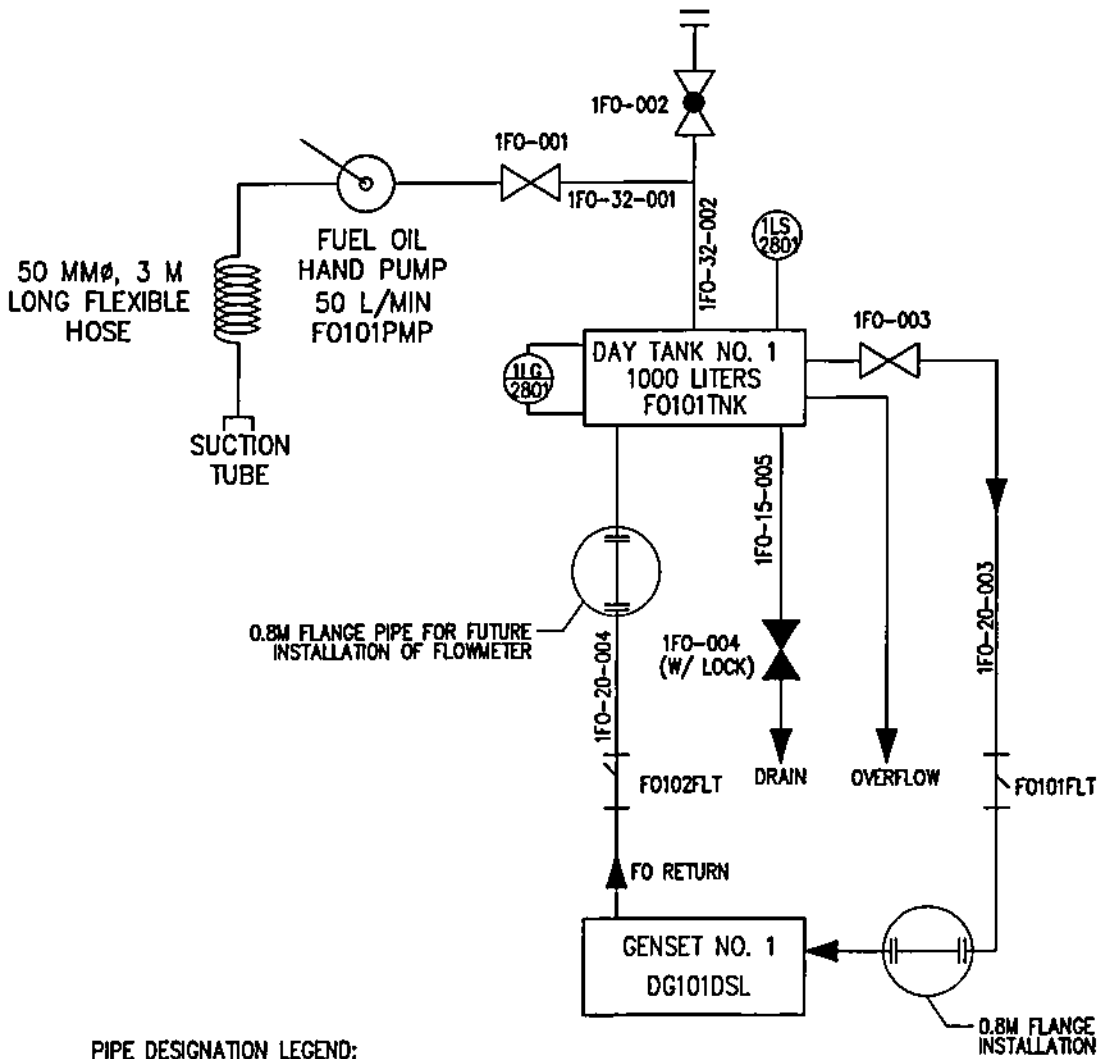 1FO-002
1FO-001
1FO-32-001
1FO-32-002
1LS
2801
FUEL OIL
HAND PUMP
50 L/MIN
FO101PMP
50 MMø, 3 M
LONG FLEXIBLE
HOSE
SUCTION
TUBE
1FO-003
1LG
2801
DAY TANK NO. 1
1000 LITERS
FO101TNK
1FO-15-005
1FO-20-003
0.8M FLANGE PIPE FOR FUTURE
INSTALLATION OF FLOWMETER
1FO-20-004
1FO-004
(W/ LOCK)
FO102FLT
DRAIN
OVERFLOW
FO101FLT
FO RETURN
GENSET NO. 1
DG101DSL
0.8M FLANGE
INSTALLATION
PIPE DESIGNATION LEGEND: